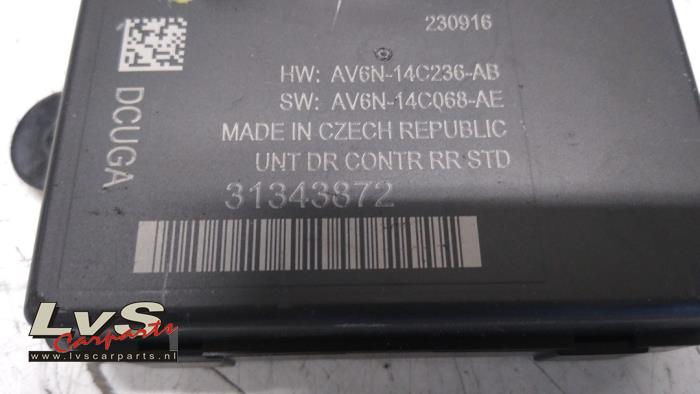 230916
HW: AV6N-14C236-AB
SW: AV6N-14C068-AE
MADE IN CZECH REPUBLIC
UNT DR CONTR RR STD
31343872
DCUGA
LvS
Carparts
www.lvscarparts.nl